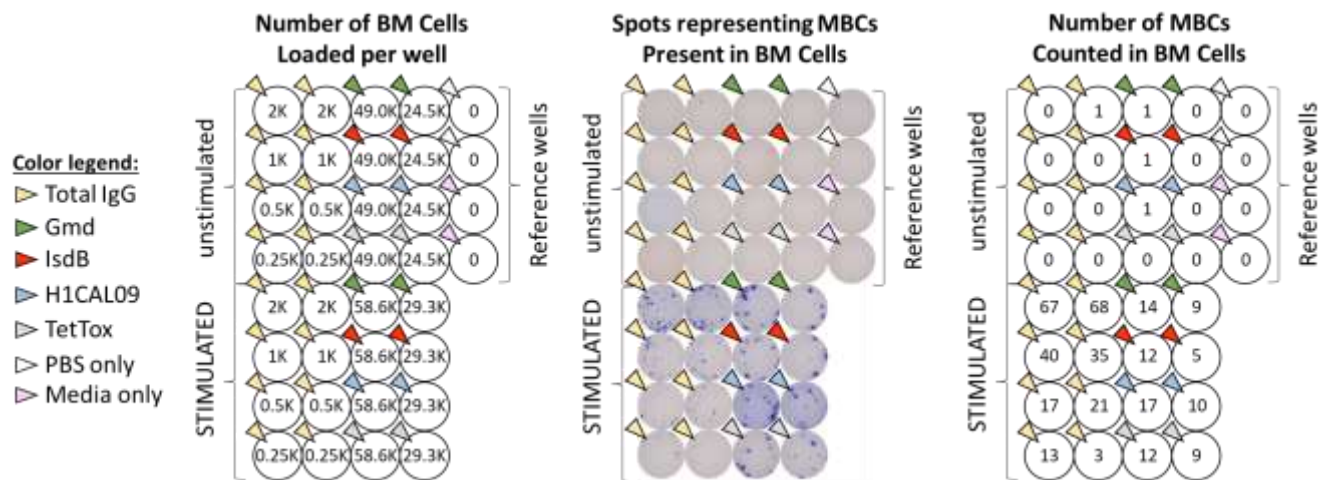 Number of BM Cells
Loaded per well
Spots representing MBCs
Present in BM Cells
Number of MBCs
Counted in BM Cells
Color legend:
Total IgG
Gmd
IsdB
H1CAL09
TetTox
PBS only
Media only
unstimulated
STIMULATED
2K 2K 49.0K 24.5K 0
1K 1K 49.0K 24.5K 0
0.5K 0.5K 49.0K 24.5K 0
0.25K 0.25K 49.0K 24.5K 0
2K 2K 58.6K 29.3K
1K 1K 58.6K 29.3K
0.5K 0.5K 58.6K 29.3K
0.25K 0.25K 58.6K 29.3K
Reference wells
unstimulated
STIMULATED
Reference wells
unstimulated
STIMULATED
0 1 1 0 0
0 0 1 0 0
0 0 1 0 0
0 0 0 0 0
67 68 14 9
40 35 12 5
17 21 17 10
13 3 12 9
Reference wells